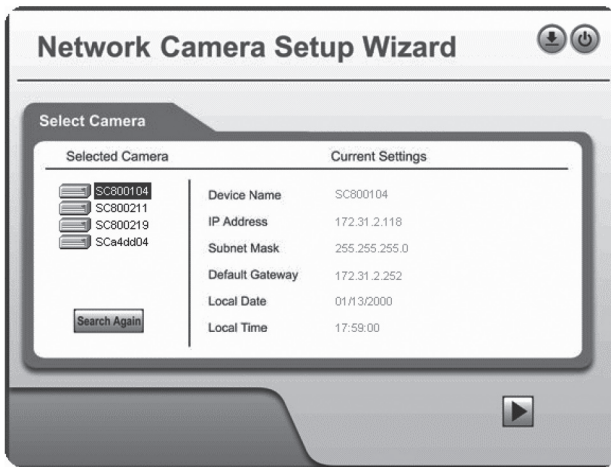 Network Camera Setup Wizard
Select Camera
Selected Camera
Current Settings
SC800104
SC800211
SC800219
SCa4dd04
Search Again
Device Name SC800104
IP Address 172.31.2.118
Subnet Mask 255.255.255.0
Default Gateway 172.31.2.252
Local Date 01/13/2000
Local Time 17:59:00